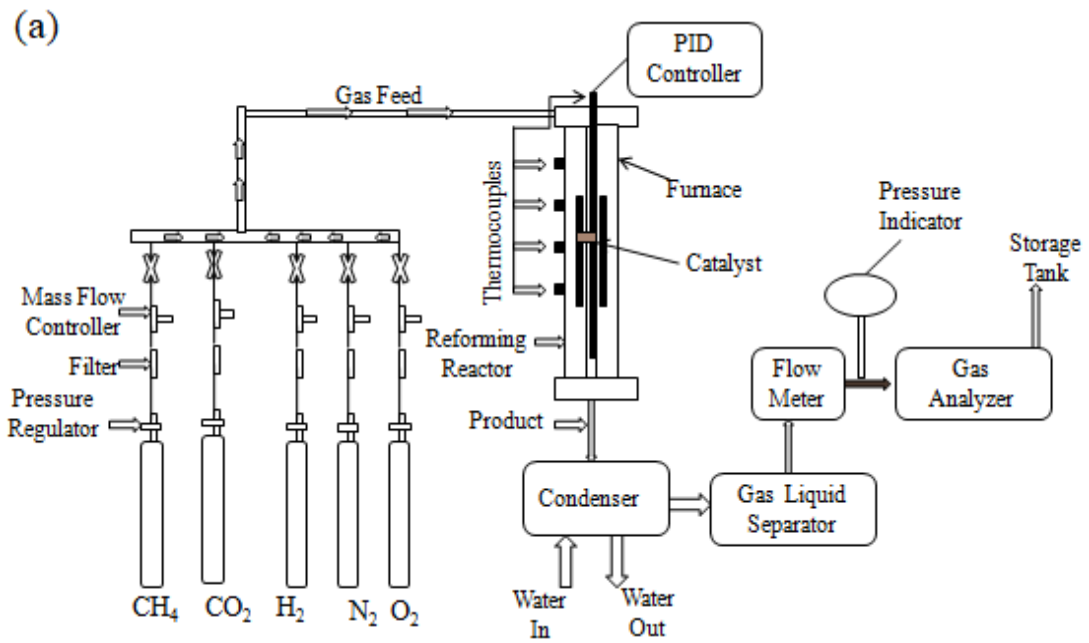 (a)
PID
Controller
Gas Feed
Thermocouples
Furnace
Catalyst
Pressure
Indicator
Storage
Tank
Mass Flow
Controller
Filter
Pressure
Regulator
Reforming
Reactor
Product
Flow
Meter
Gas
Analyzer
Condenser
Gas Liquid
Separator
Water
In
Water
Out
CH₄
CO₂
H₂
N₂
O₂